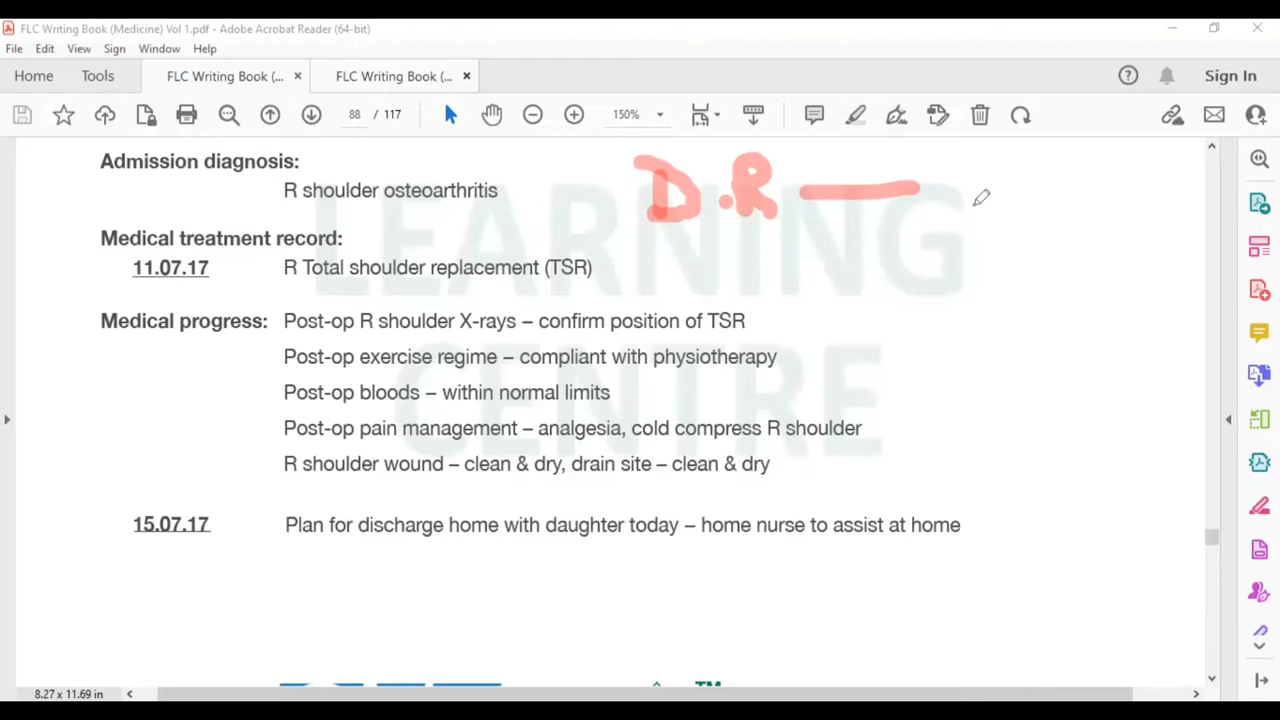 FLC Writing Book (Medicine) Vol 1.pdf - Adobe Acrobat Reader (64-bit)
File Edit View Sign Window Help
Home Tools FLC Writing Book (... × FLC Writing Book (... × Sign In
88 / 117 150%
Admission diagnosis:
R shoulder osteoarthritis
D.R
Medical treatment record:
11.07.17 R Total shoulder replacement (TSR)
Medical progress: Post-op R shoulder X-rays – confirm position of TSR
Post-op exercise regime – compliant with physiotherapy
Post-op bloods – within normal limits
Post-op pain management – analgesia, cold compress R shoulder
R shoulder wound – clean & dry, drain site – clean & dry
15.07.17 Plan for discharge home with daughter today – home nurse to assist at home
LEARNING
CENTRE
TM
8.27 x 11.69 in